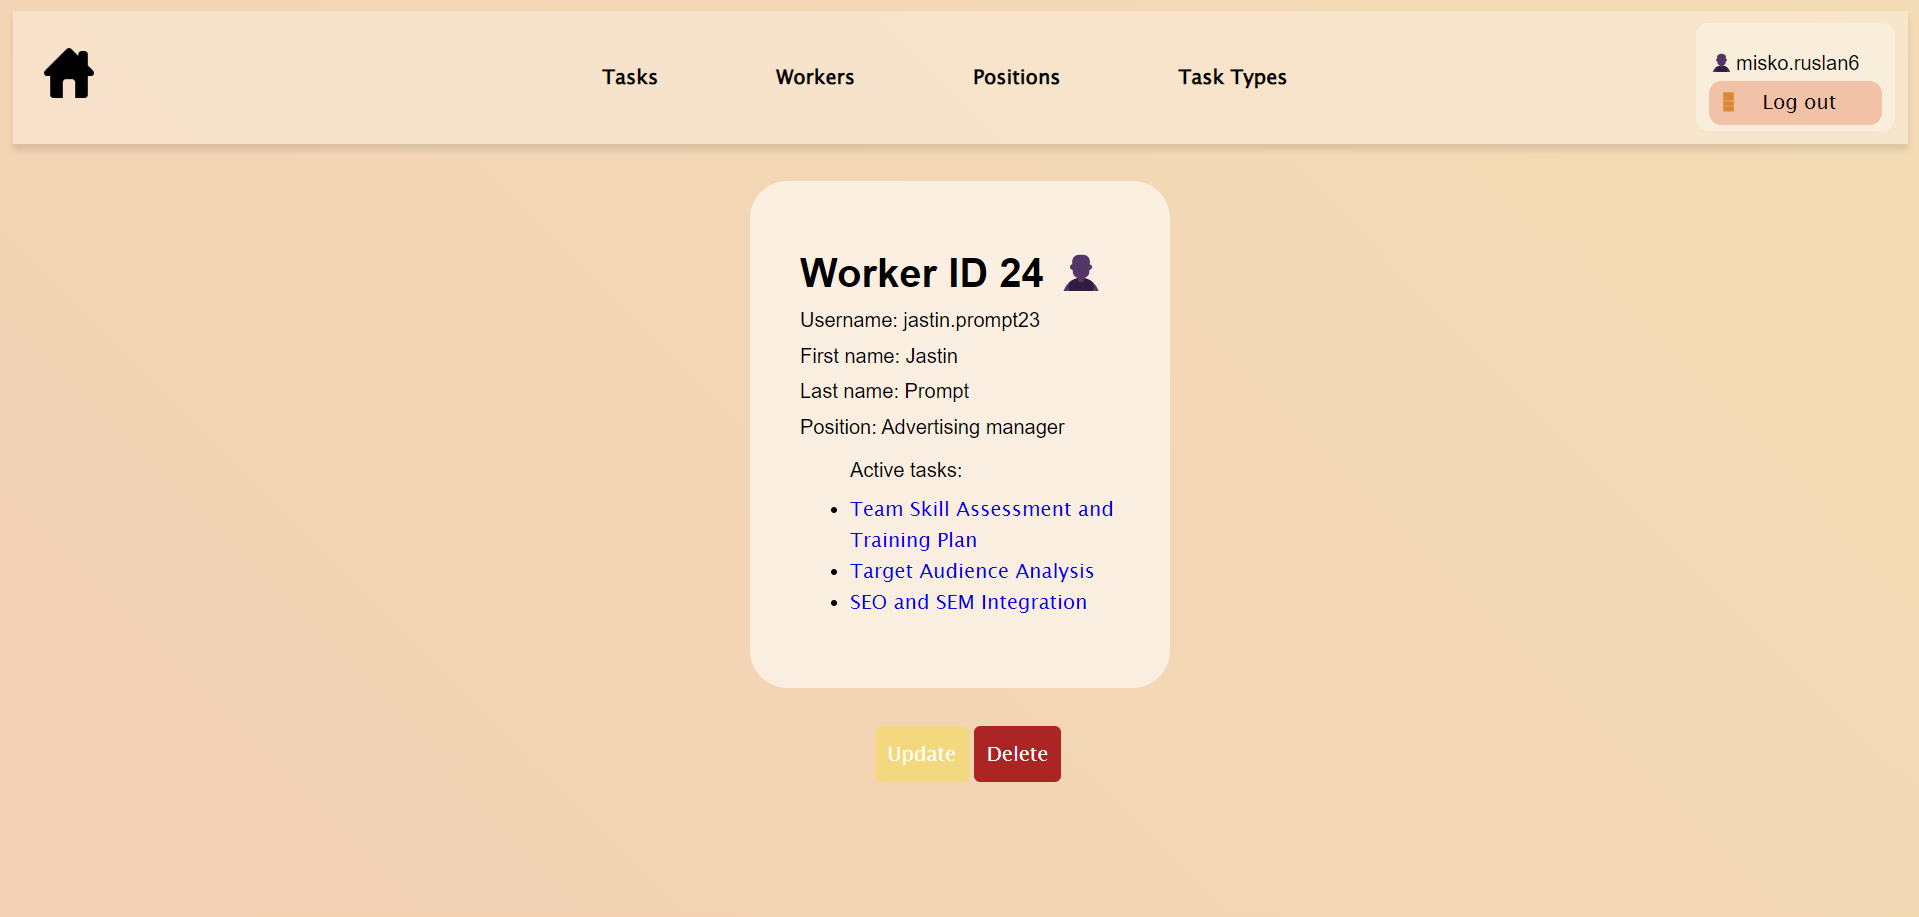 Tasks
Workers
Positions
Task Types
misko.ruslan6
Log out
Worker ID 24
Username: jastin.prompt23
First name: Jastin
Last name: Prompt
Position: Advertising manager
Active tasks:
Team Skill Assessment and
Training Plan
Target Audience Analysis
SEO and SEM Integration
Update
Delete